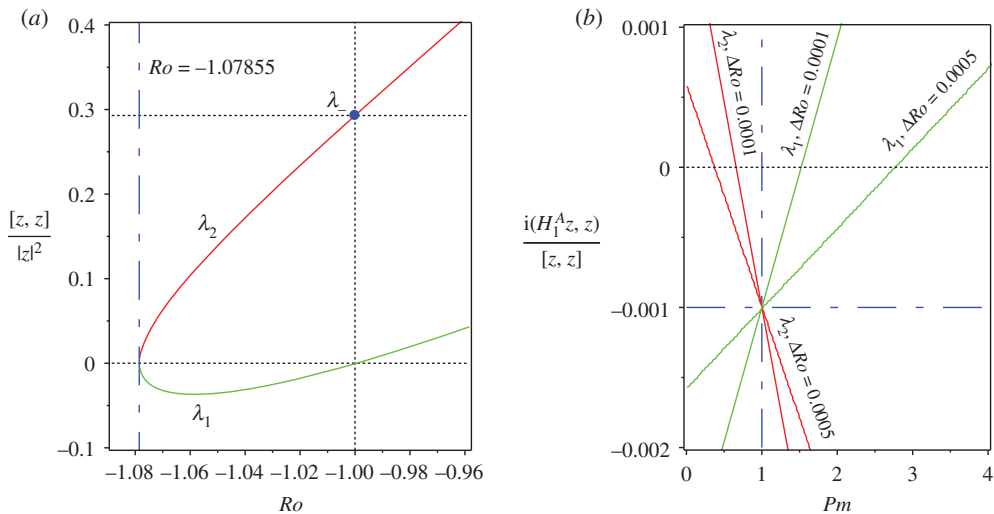 (a)
0.4
0.3
0.2
0.1
0
–0.1
[z, z]
|z|²
Ro = –1.07855
λ_
λ₂
λ₁
–1.08 –1.06 –1.04 –1.02 –1.00 –0.98 –0.96
Ro
(b)
0.001
0
–0.001
–0.002
i(H₁ᴬz, z)
[z, z]
λ₂, ΔRo = 0.0001
λ₁, ΔRo = 0.0001
λ₁, ΔRo = 0.0005
λ₂, ΔRo = 0.0005
0 1 2 3 4
Pm